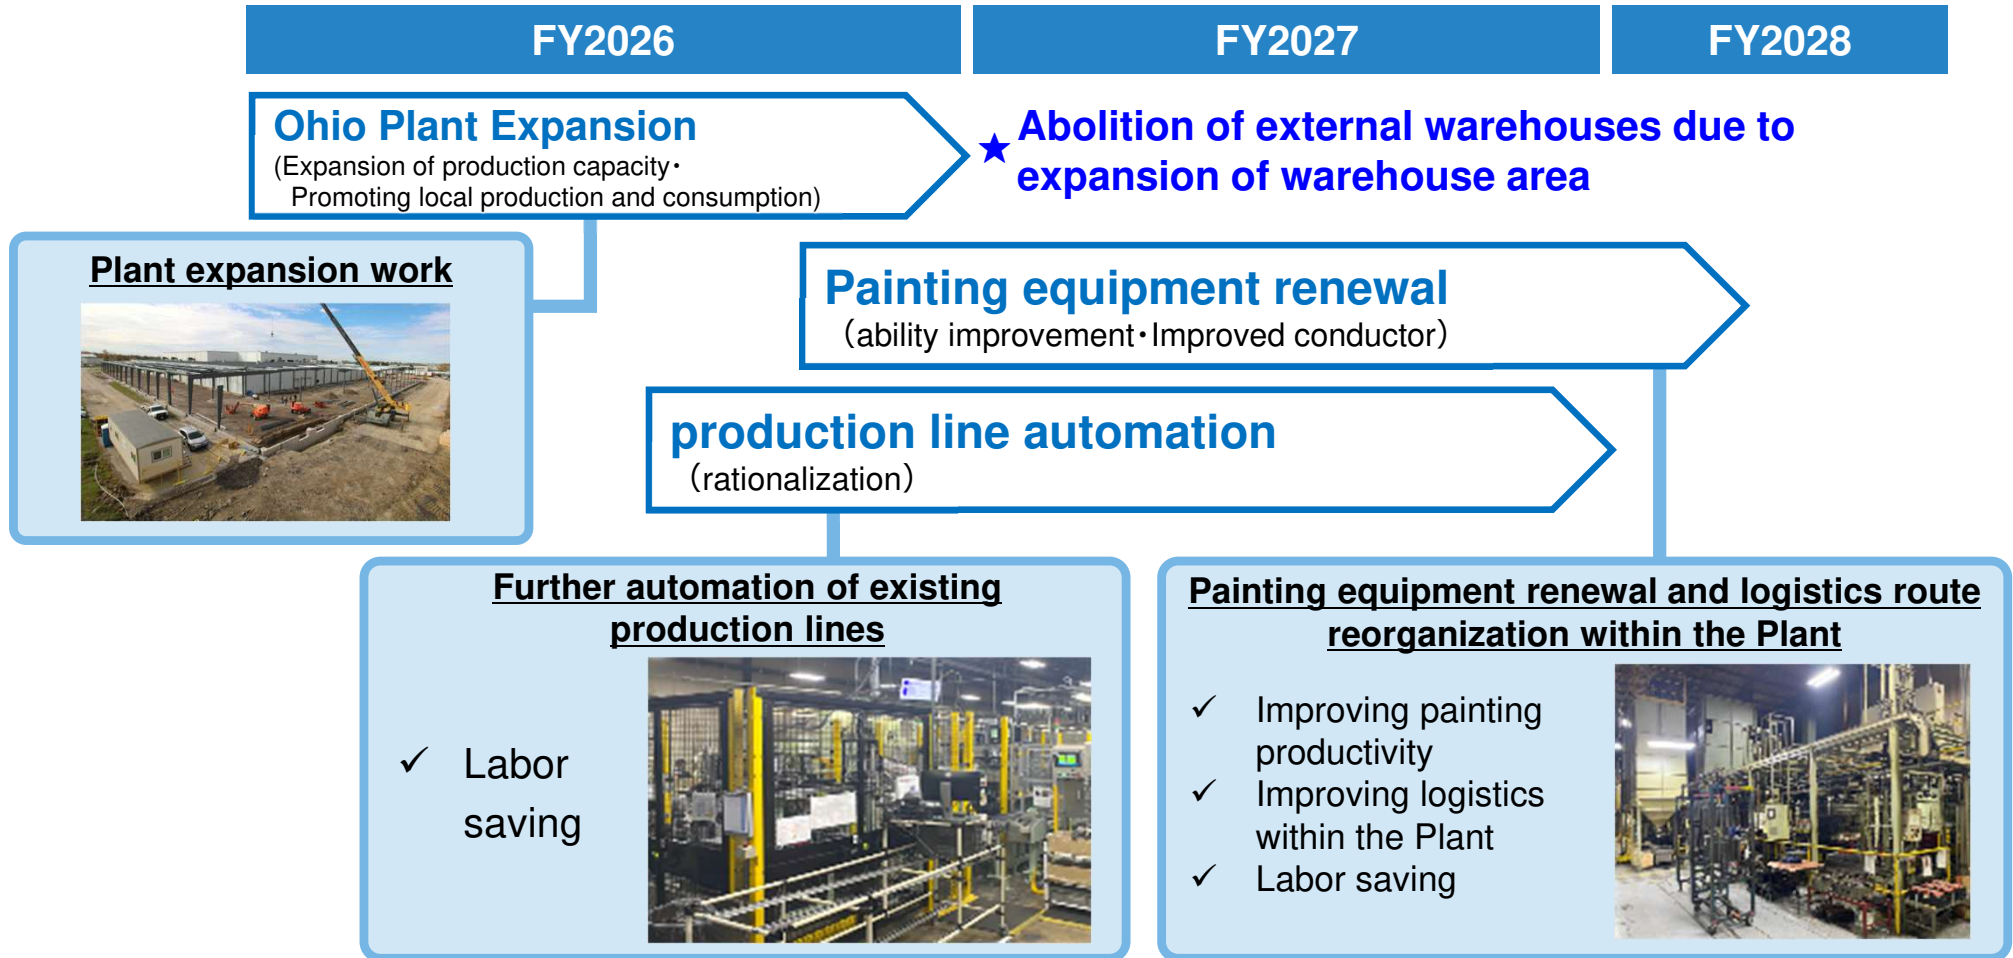 FY2026
FY2027
FY2028
Ohio Plant Expansion
(Expansion of production capacity・
Promoting local production and consumption)
★ Abolition of external warehouses due to
expansion of warehouse area
Plant expansion work
Painting equipment renewal
（ability improvement・Improved conductor）
production line automation
（rationalization）
Further automation of existing
production lines
✓ Labor
saving
Painting equipment renewal and logistics route
reorganization within the Plant
✓ Improving painting
productivity
✓ Improving logistics
within the Plant
✓ Labor saving